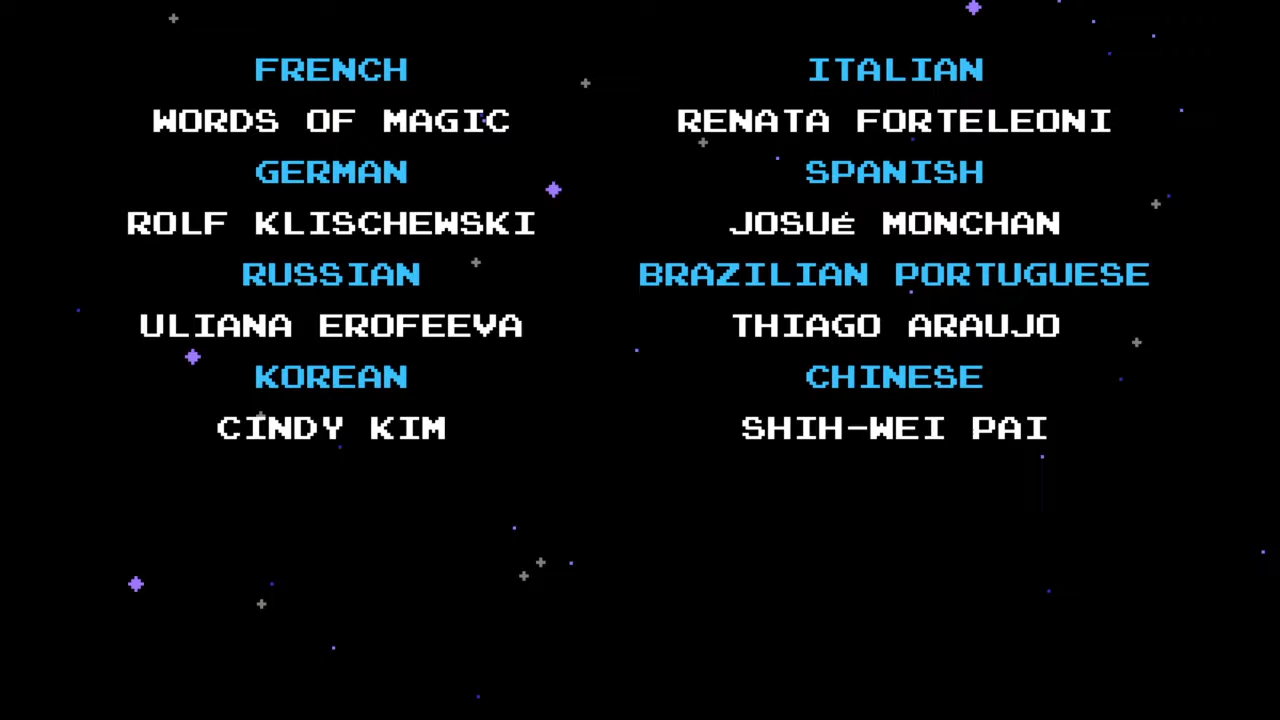 FRENCH
WORDS OF MAGIC
GERMAN
ROLF KLISCHEWSKI
RUSSIAN
ULIANA EROFEEVA
KOREAN
CINDY KIM
ITALIAN
RENATA FORTELEONI
SPANISH
JOSUé MONCHAN
BRAZILIAN PORTUGUESE
THIAGO ARAUJO
CHINESE
SHIH-WEI PAI